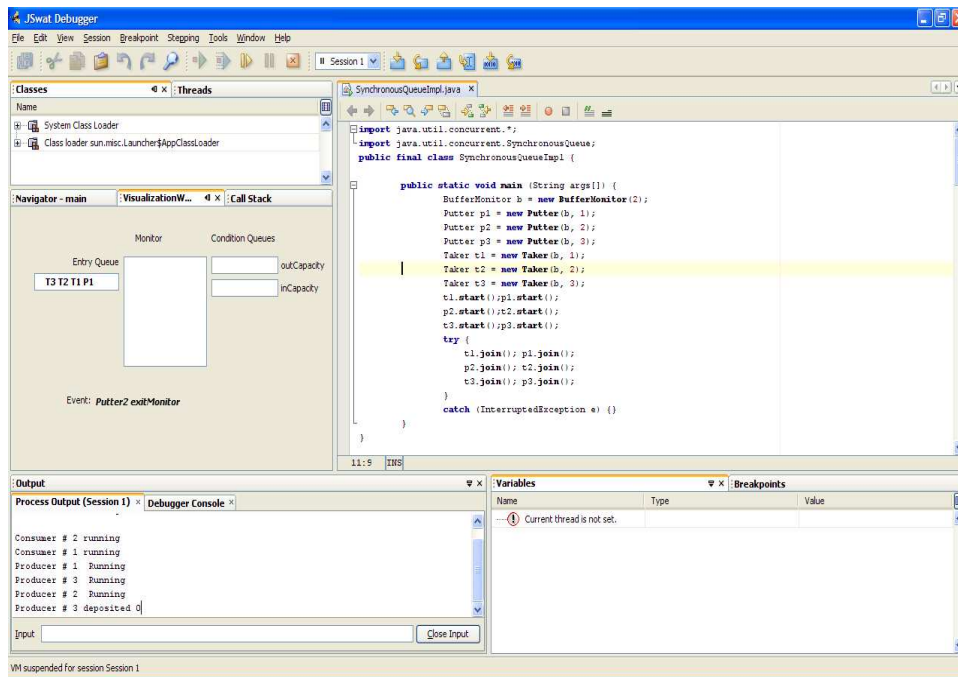 JSwat Debugger
File Edit View Session Breakpoint Stepping Tools Window Help
Session 1
Classes
Threads
Name
System Class Loader
Class loader sun.misc.Launcher$AppClassLoader
Navigator - main
VisualizationW...
Call Stack
Monitor
Condition Queues
Entry Queue
outCapacty
T3 T2 T1 P1
inCapacity
Event: Putter2 exitMonitor
SynchronousQueueImpl.java
import java.util.concurrent.*;
import java.util.concurrent.SynchronousQueue;
public final class SynchronousQueueImpl {
public static void main (String args[]) {
BufferMonitor b = new BufferMonitor(2);
Putter p1 = new Putter(b, 1);
Putter p2 = new Putter(b, 2);
Putter p3 = new Putter(b, 3);
Taker t1 = new Taker(b, 1);
Taker t2 = new Taker(b, 2);
Taker t3 = new Taker(b, 3);
t1.start();p1.start();
p2.start();t2.start();
t3.start();p3.start();
try {
t1.join(); p1.join();
p2.join(); t2.join();
t3.join(); p3.join();
}
catch (InterruptedException e) {}
}
}
11:9 INS
Output
Process Output (Session 1)
Debugger Console
Consumer # 2 running
Consumer # 1 running
Producer # 1 Running
Producer # 3 Running
Producer # 2 Running
Producer # 3 deposited 0
Input
Close Input
Variables
Breakpoints
Name Type Value
Current thread is not set.
VM suspended for session Session 1